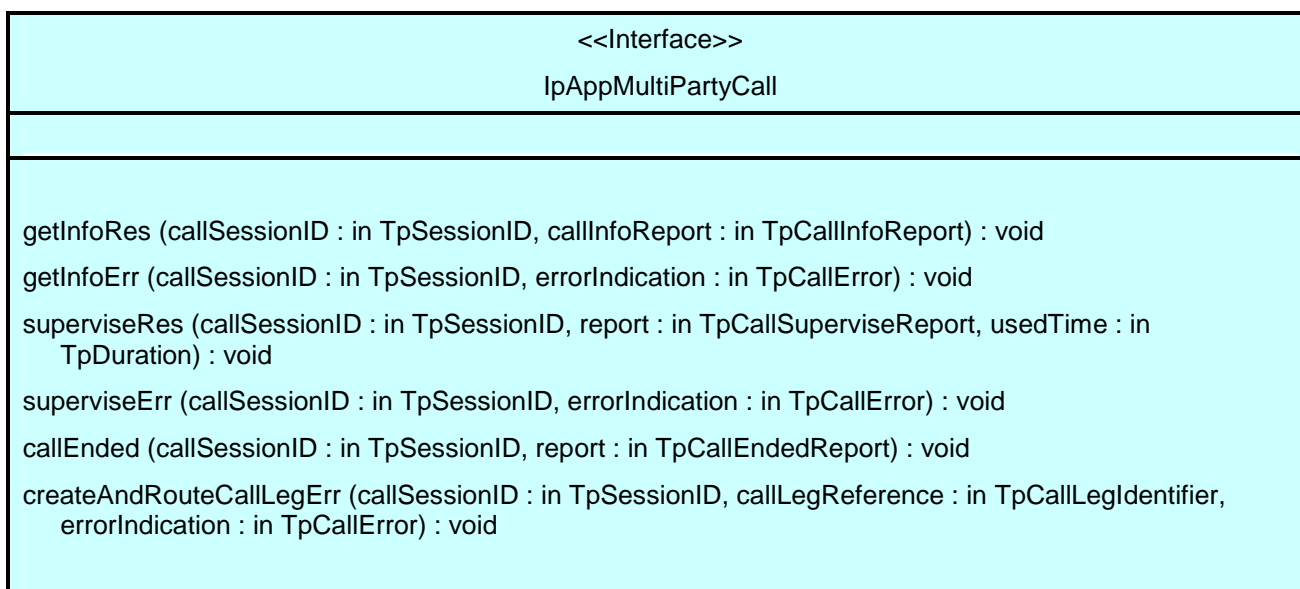 <<Interface>>
IpAppMultiPartyCall
getInfoRes (callSessionID : in TpSessionID, callInfoReport : in TpCallInfoReport) : void
getInfoErr (callSessionID : in TpSessionID, errorIndication : in TpCallError) : void
superviseRes (callSessionID : in TpSessionID, report : in TpCallSuperviseReport, usedTime : in
TpDuration) : void
superviseErr (callSessionID : in TpSessionID, errorIndication : in TpCallError) : void
callEnded (callSessionID : in TpSessionID, report : in TpCallEndedReport) : void
createAndRouteCallLegErr (callSessionID : in TpSessionID, callLegReference : in TpCallLegIdentifier,
errorIndication : in TpCallError) : void